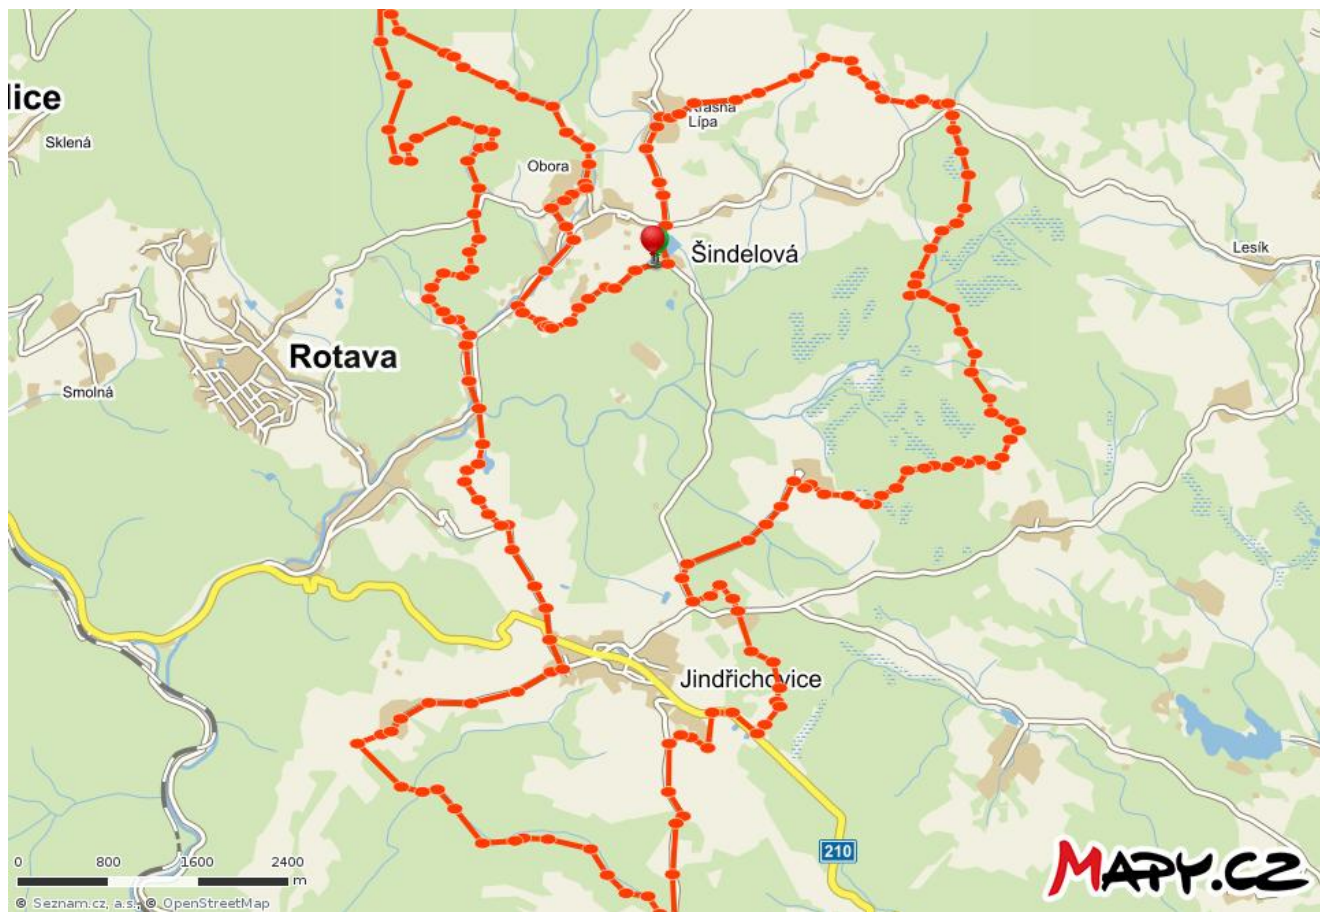 lice
Sklená
Krásná
Lípa
Obora
Šindelová
Lesík
Rotava
Smolná
Jindřichovice
210
0 800 1600 2400
m
MAPY.CZ
© Seznam.cz, a.s., © OpenStreetMap